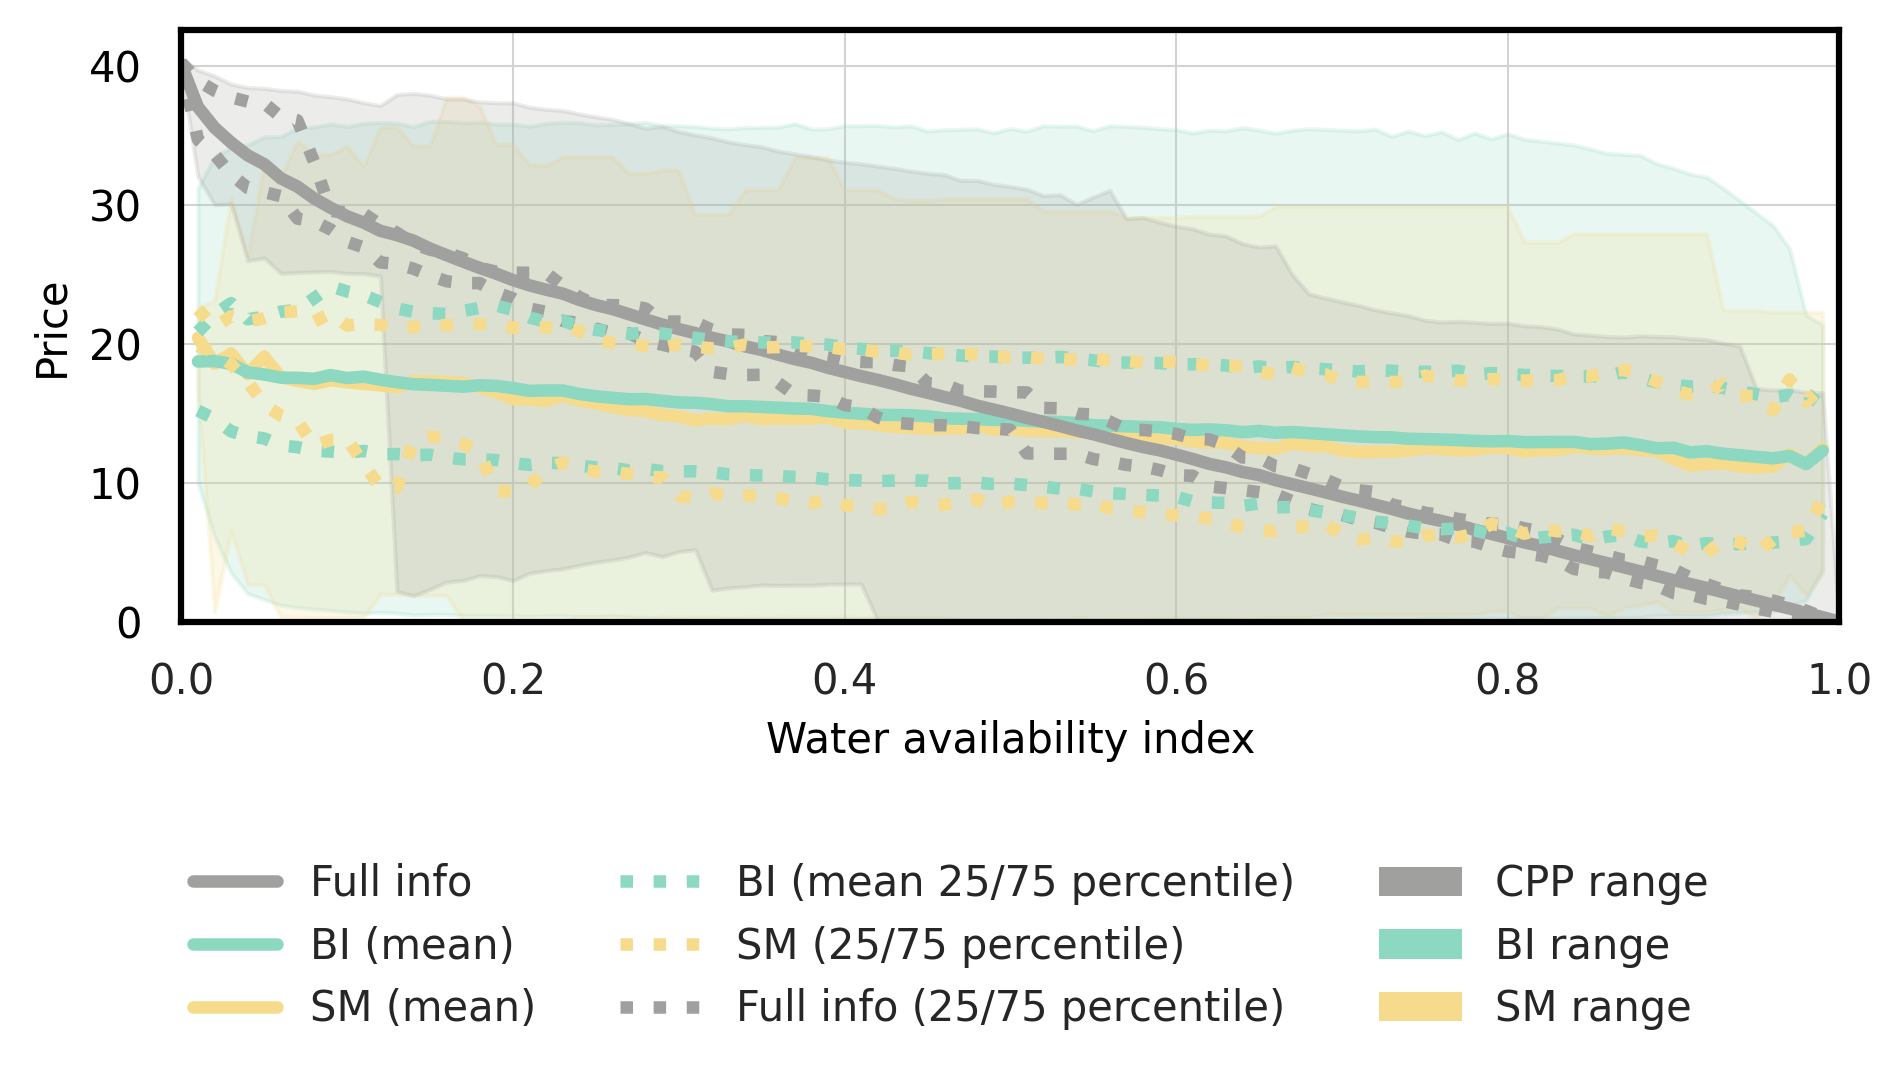 40
30
20
10
0
Price
0.0 0.2 0.4 0.6 0.8 1.0
Water availability index
Full info BI (mean 25/75 percentile) CPP range
BI (mean) SM (25/75 percentile) BI range
SM (mean) Full info (25/75 percentile) SM range